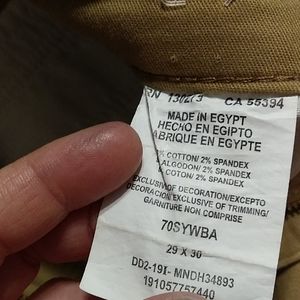 RN 130273 CA 55394
MADE IN EGYPT
HECHO EN EGIPTO
FABRIQUE EN EGYPTE
% COTTON/ 2% SPANDEX
ALGODON/ 2% SPANDEX
COTON/ 2% SPANDEX
EXCLUSIVE OF DECORATION/EXCEPTO
DECORACION/EXCLUSIVE OF TRIMMING/
GARNITURE NON COMPRISE
70SYWBA
29 X 30
DD2-19I- MNDH34893
191057757440